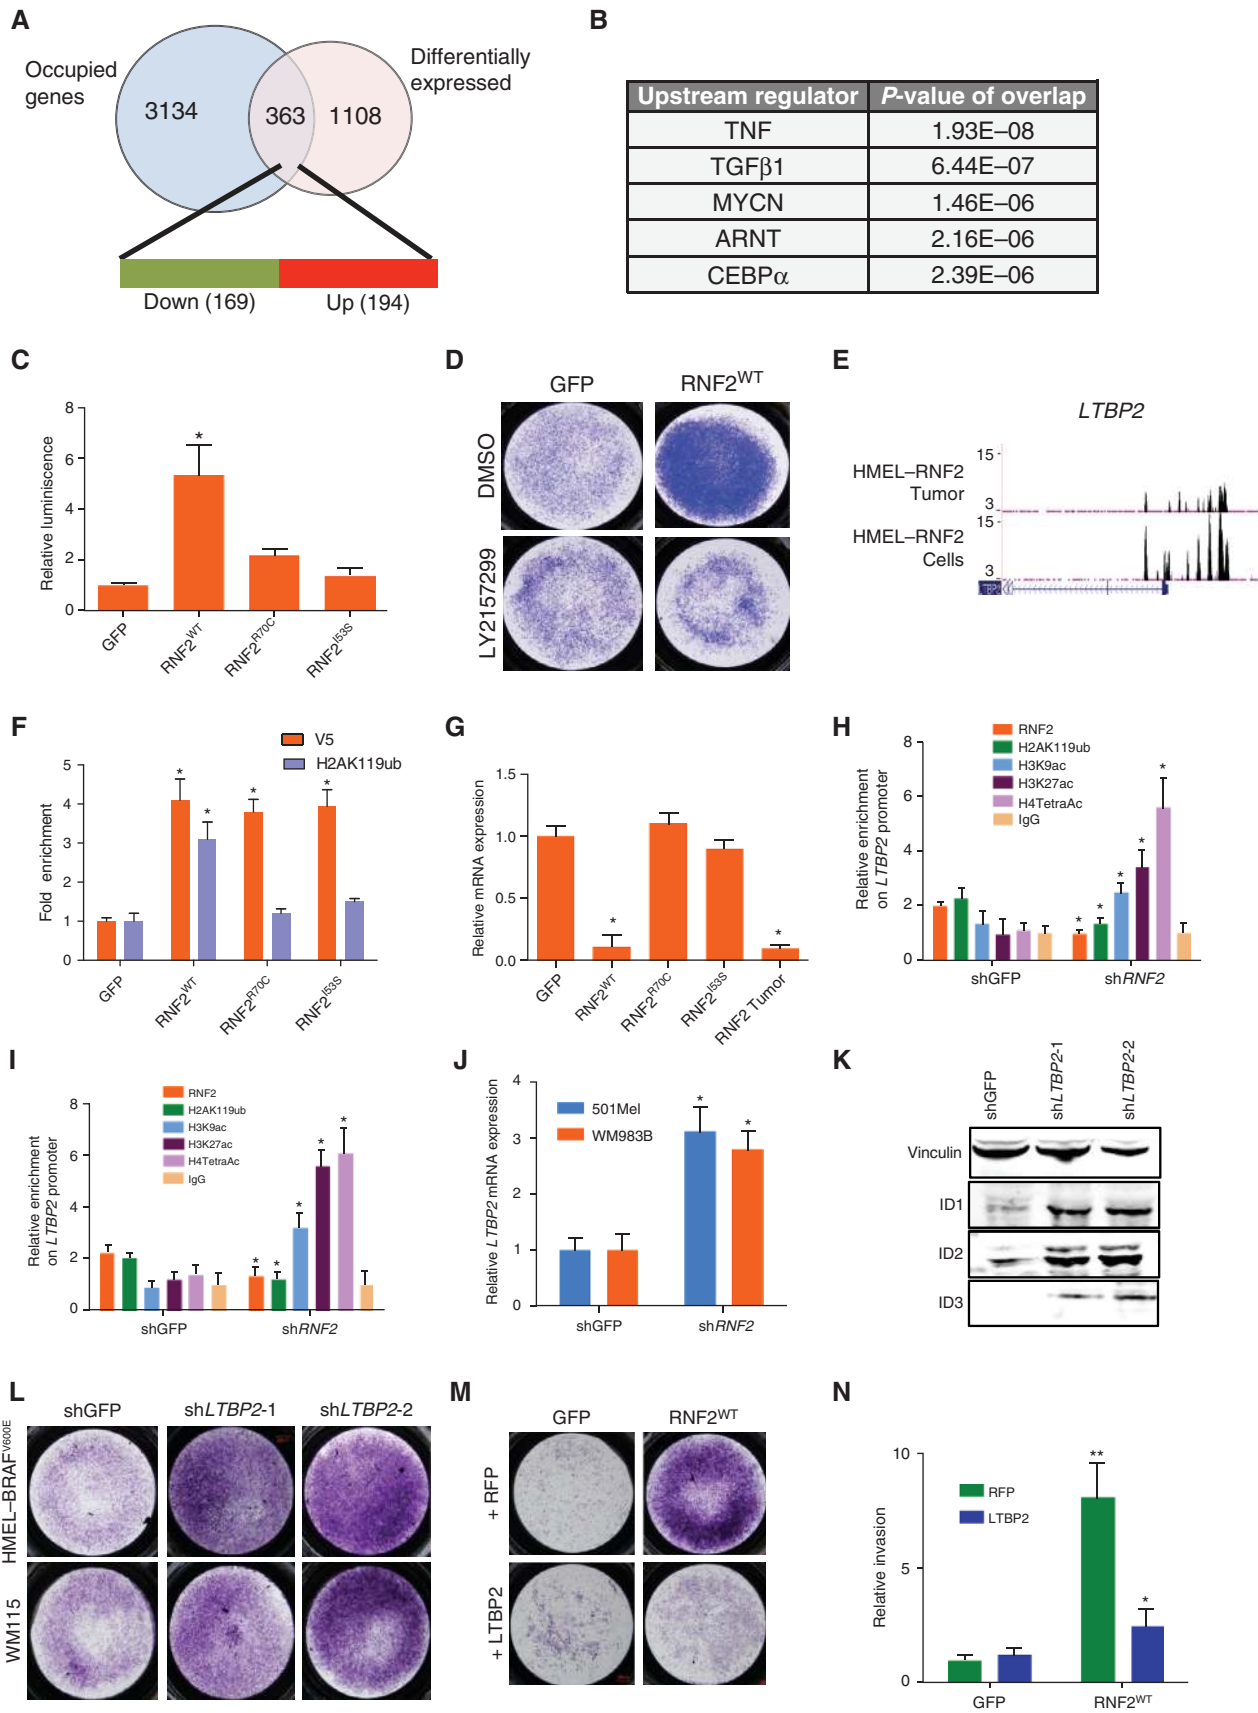 A
Occupied
genes
3134
363
1108
Differentially
expressed
Down (169)
Up (194)
B
Upstream regulator P-value of overlap
TNF 1.93E–08
TGFβ1 6.44E–07
MYCN 1.46E–06
ARNT 2.16E–06
CEBPα 2.39E–06
C
Relative luminiscence
8
6
4
2
0
*
GFP
RNF2WT
RNF2R70C
RNF2I53S
D
GFP
RNF2WT
DMSO
LY2157299
E
LTBP2
HMEL–RNF2
Tumor
15
3
HMEL–RNF2
Cells
15
3
LTBP2
F
V5
H2AK119ub
Fold enrichment
5
4
3
2
1
0
*
*
*
*
GFP
RNF2WT
RNF2R70C
RNF2I53S
G
Relative mRNA expression
1.5
1.0
0.5
0.0
*
*
GFP
RNF2WT
RNF2R70C
RNF2I53S
RNF2 Tumor
H
RNF2
H2AK119ub
H3K9ac
H3K27ac
H4TetraAc
IgG
Relative enrichment
on LTBP2 promoter
8
6
4
2
0
*
*
*
*
*
shGFP
shRNF2
I
RNF2
H2AK119ub
H3K9ac
H3K27ac
H4TetraAc
IgG
Relative enrichment
on LTBP2 promoter
8
6
4
2
0
*
*
*
*
*
shGFP
shRNF2
J
501Mel
WM983B
Relative LTBP2 mRNA expression
4
3
2
1
0
*
*
shGFP
shRNF2
K
shGFP
shLTBP2-1
shLTBP2-2
Vinculin
ID1
ID2
ID3
L
shGFP
shLTBP2-1
shLTBP2-2
HMEL–BRAFV600E
WM115
M
GFP
RNF2WT
+ RFP
+ LTBP2
N
RFP
LTBP2
Relative invasion
10
5
0
**
*
GFP
RNF2WT